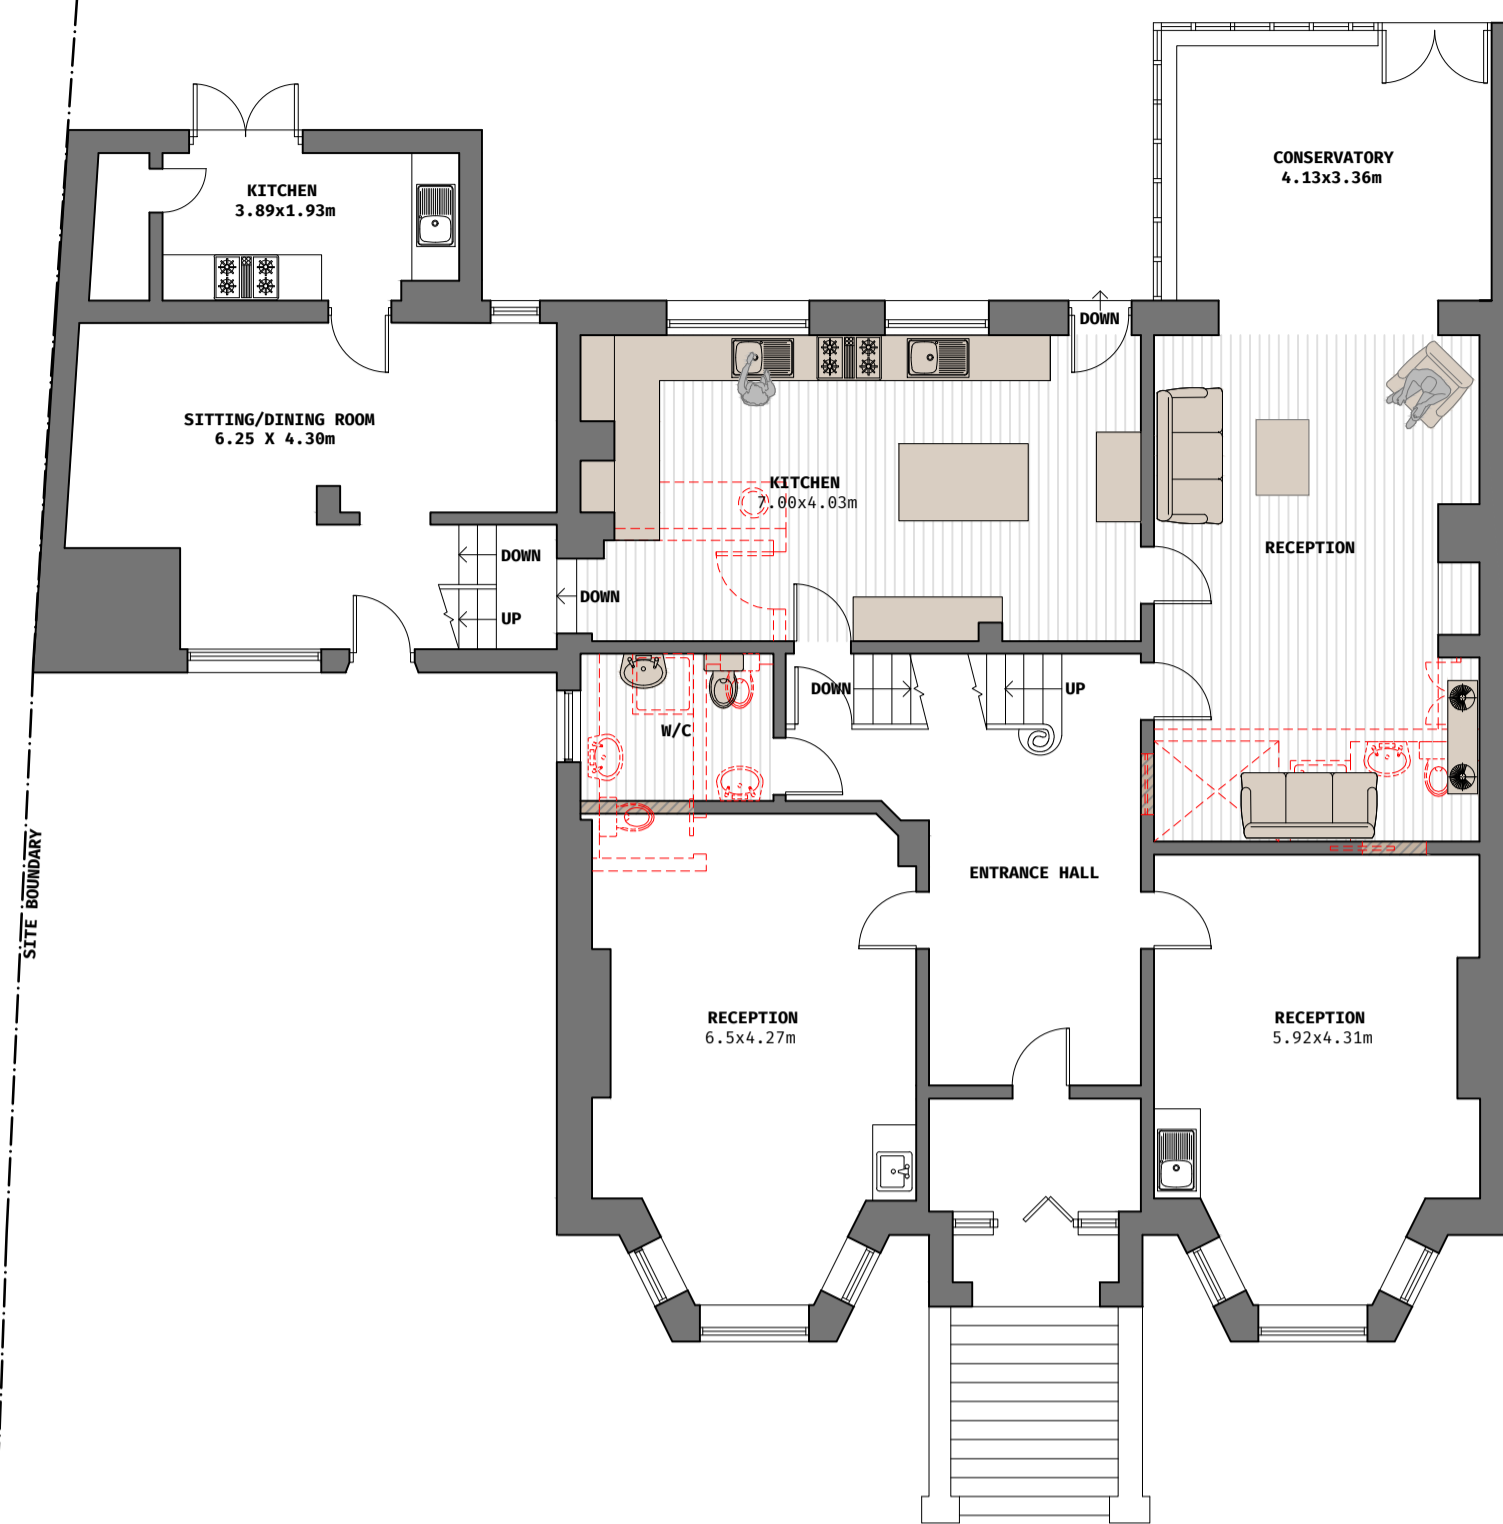 CONSERVATORY
4.13x3.36m
KITCHEN
3.89x1.93m
DOWN
SITTING/DINING ROOM
6.25 X 4.30m
KITCHEN
7.00x4.03m
RECEPTION
DOWN
DOWN
UP
DOWN
UP
W/C
ENTRANCE HALL
SITE BOUNDARY
RECEPTION
6.5x4.27m
RECEPTION
5.92x4.31m